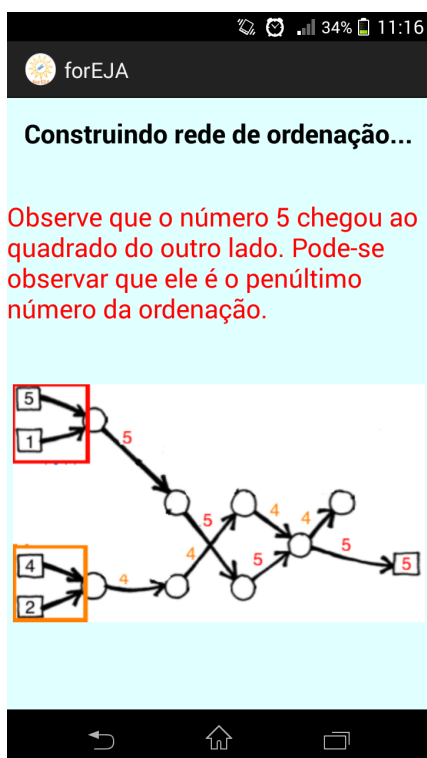 34% 11:16
forEJA
Construindo rede de ordenação...
Observe que o número 5 chegou ao
quadrado do outro lado. Pode-se
observar que ele é o penúltimo
número da ordenação.
5
1
5
5
4
4
4
5
5
5
4
2
4